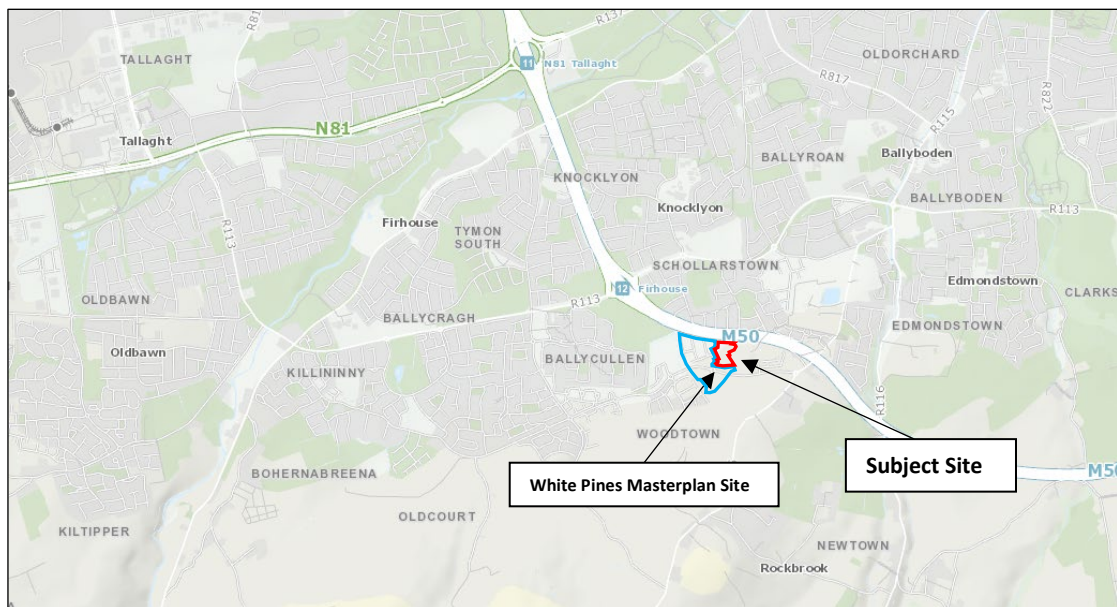 TALLAGHT
R81
R137
11
N81 Tallaght
OLDORCHARD
R817
R115
R822
N81
Tallaght
BALLYROAN
Ballyboden
KNOCKLYON
R113
Firhouse
Knocklyon
BALLYBODEN
R113
TYMON
SOUTH
SCHOLLARSTOWN
Edmondstown
12
Firhouse
CLARKS
OLDBAWN
R113
BALLYCRAGH
EDMONDSTOWN
M50
Oldbawn
BALLYCULLEN
KILLININNY
R116
WOODTOWN
BOHERNABREENA
Subject Site
White Pines Masterplan Site
M50
OLDCOURT
KILTIPPER
NEWTOWN
Rockbrook